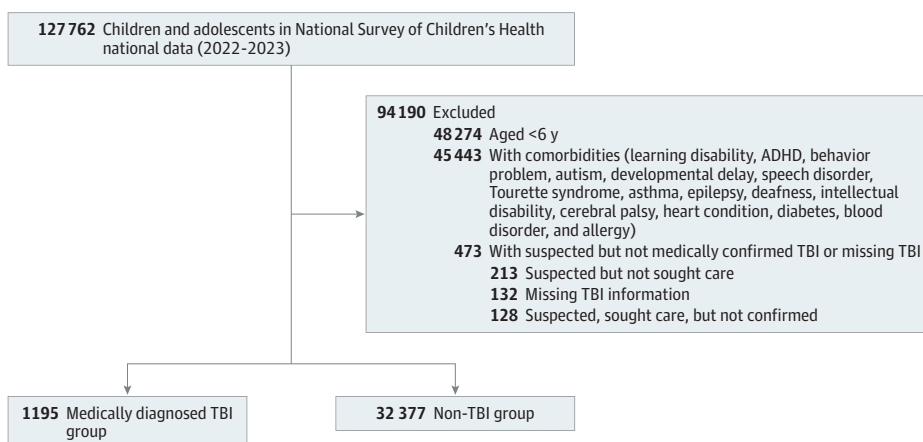 127 762 Children and adolescents in National Survey of Children's Health
national data (2022-2023)
94 190 Excluded
48 274 Aged <6 y
45 443 With comorbidities (learning disability, ADHD, behavior
problem, autism, developmental delay, speech disorder,
Tourette syndrome, asthma, epilepsy, deafness, intellectual
disability, cerebral palsy, heart condition, diabetes, blood
disorder, and allergy)
473 With suspected but not medically confirmed TBI or missing TBI
213 Suspected but not sought care
132 Missing TBI information
128 Suspected, sought care, but not confirmed
1195 Medically diagnosed TBI
group
32 377 Non-TBI group